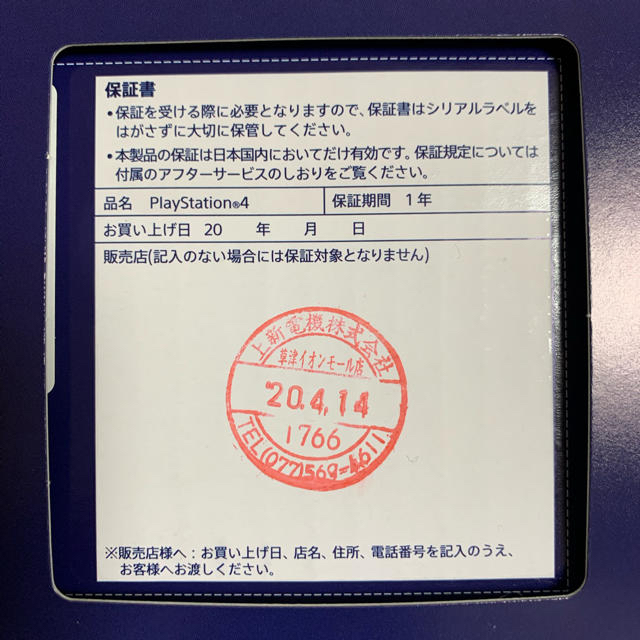 保証書
•保証を受ける際に必要となりますので、保証書はシリアルラベルを
はがさずに大切に保管してください。
•本製品の保証は日本国内においてだけ有効です。保証規定については
付属のアフターサービスのしおりをご覧ください。
品名 PlayStation®4 保証期間 1年
お買い上げ日 20 年 月 日
販売店(記入のない場合には保証対象となりません)
上新電機株式会社
草津イオンモール店
'20.4.14
1766
TEL(077)569-4611
※販売店様へ：お買い上げ日、店名、住所、電話番号を記入のうえ、
お客様へお渡しください。